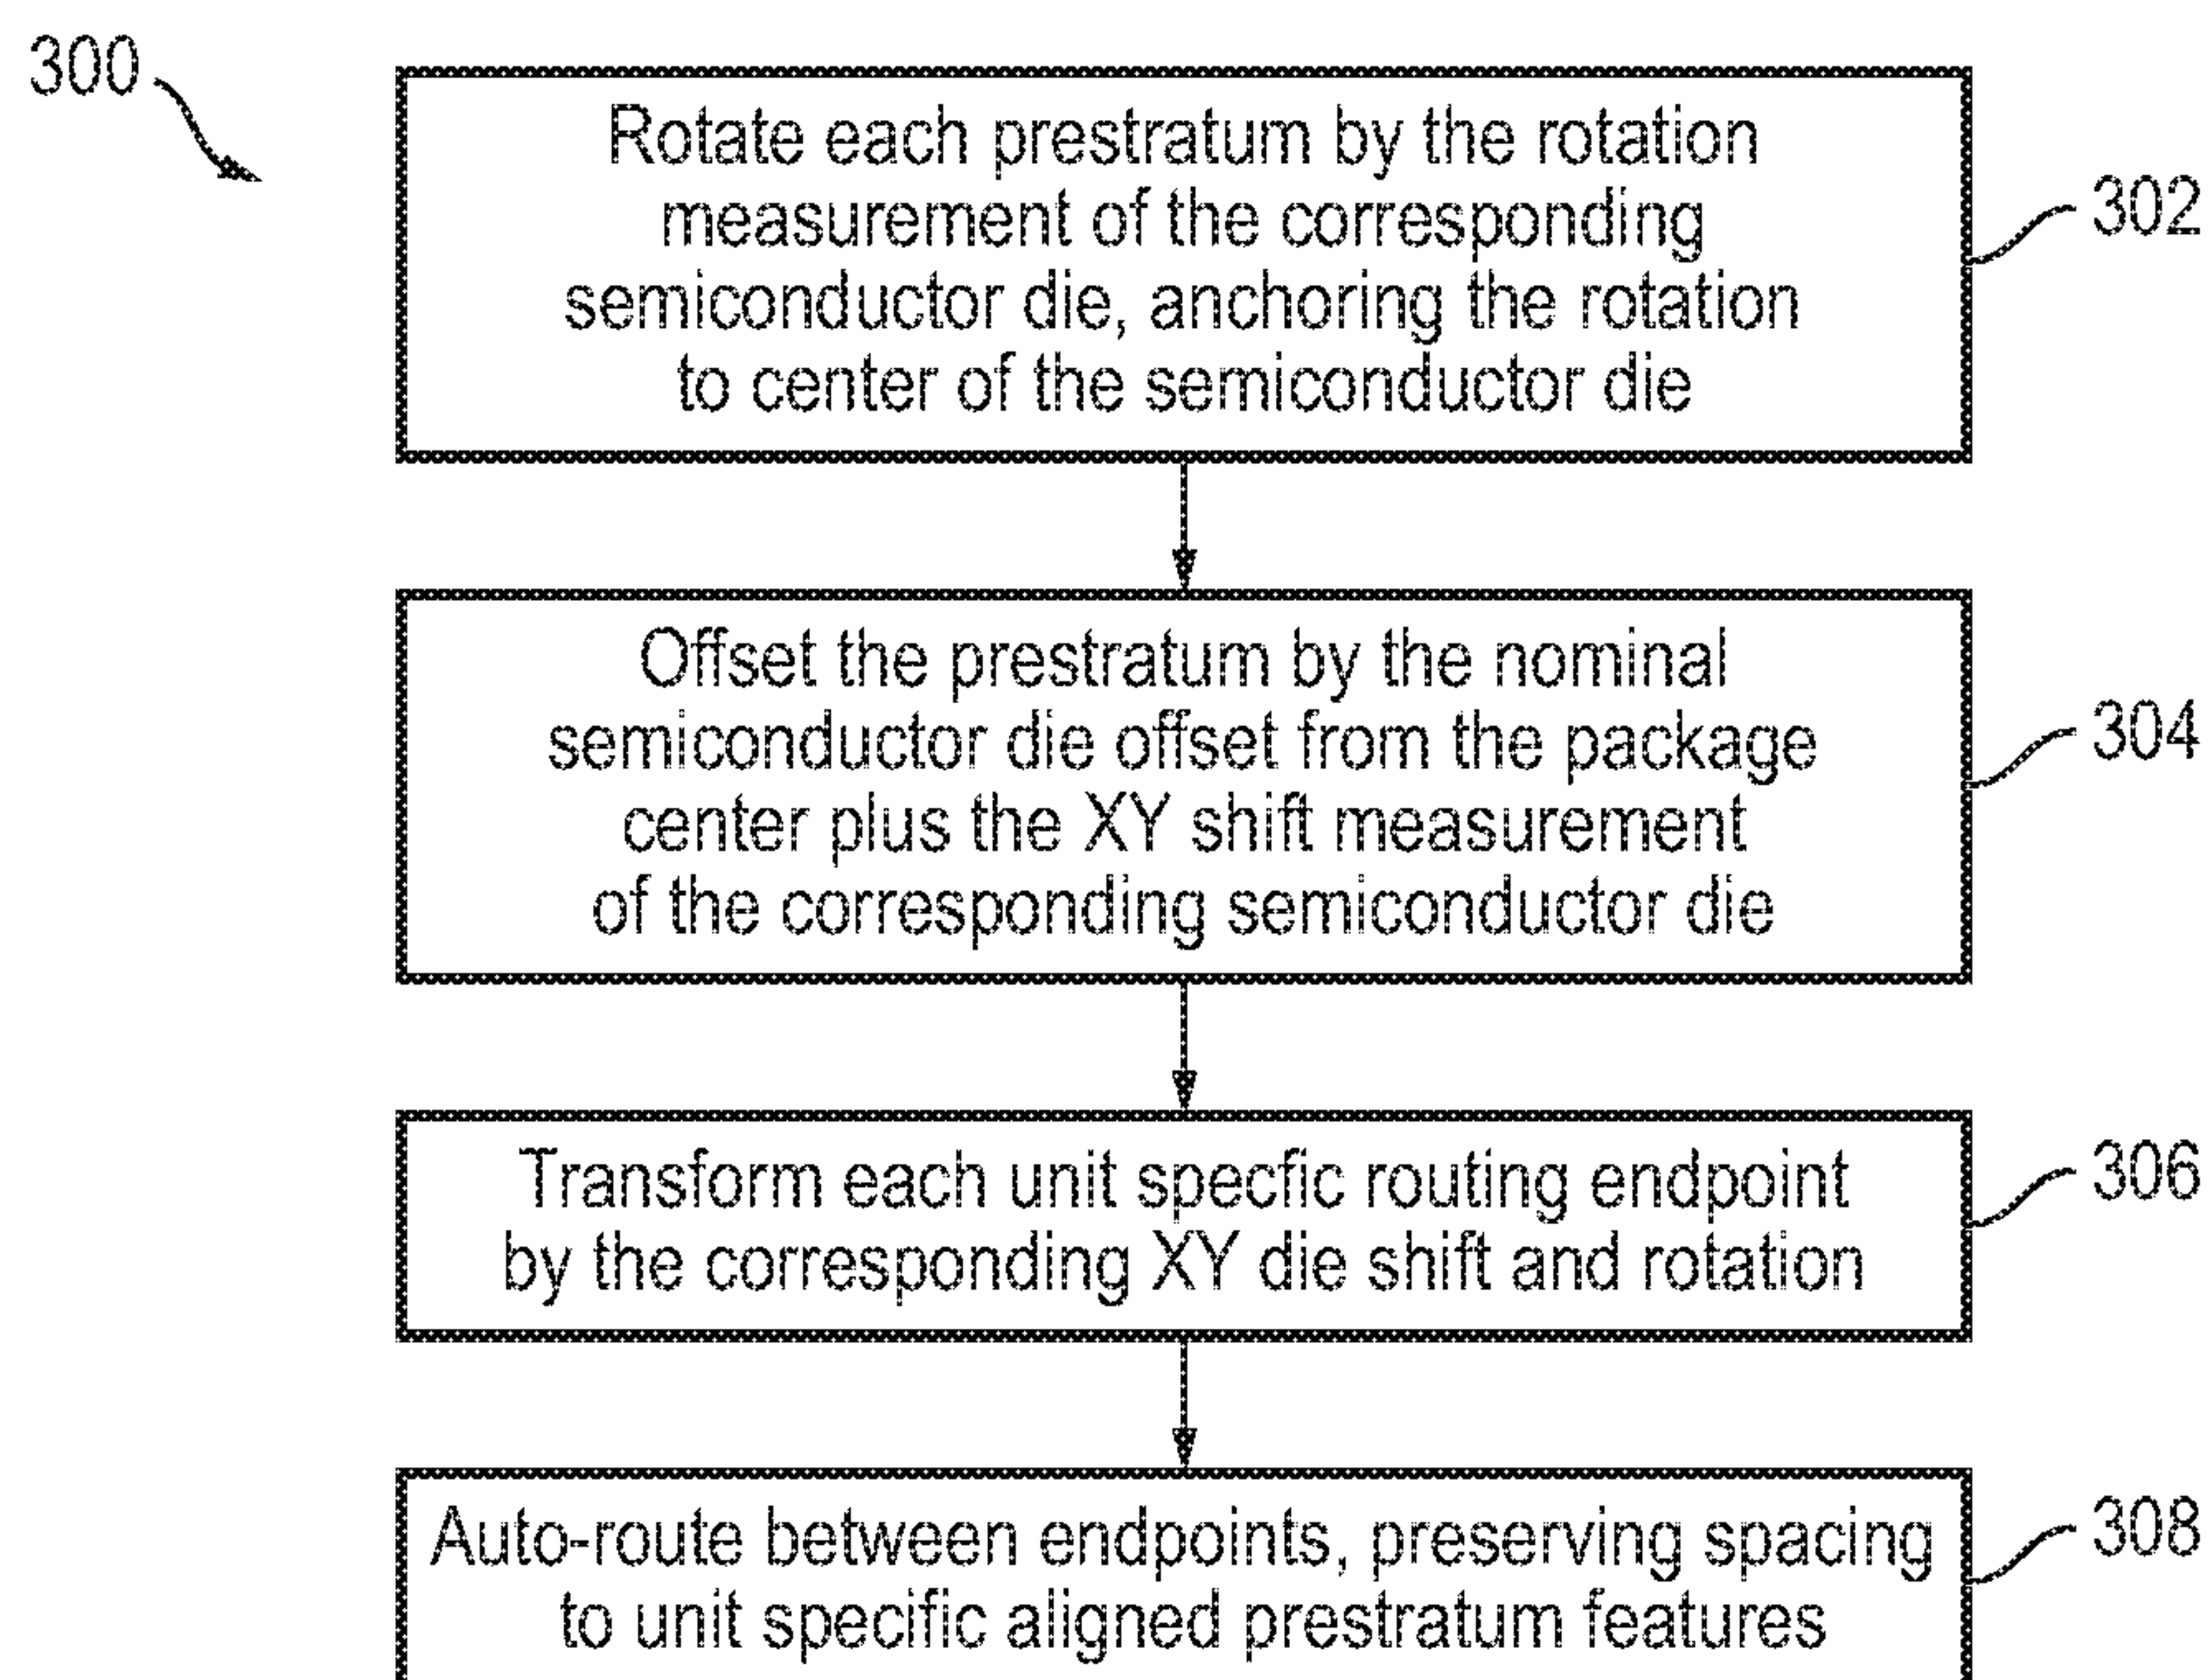 300
Rotate each prestratum by the rotation
measurement of the corresponding
semiconductor die, anchoring the rotation
to center of the semiconductor die
302
Offset the prestratum by the nominal
semiconductor die offset from the package
center plus the XY shift measurement
of the corresponding semiconductor die
304
Transform each unit specfic routing endpoint
by the corresponding XY die shift and rotation
306
Auto-route between endpoints, preserving spacing
to unit specific aligned prestratum features
308